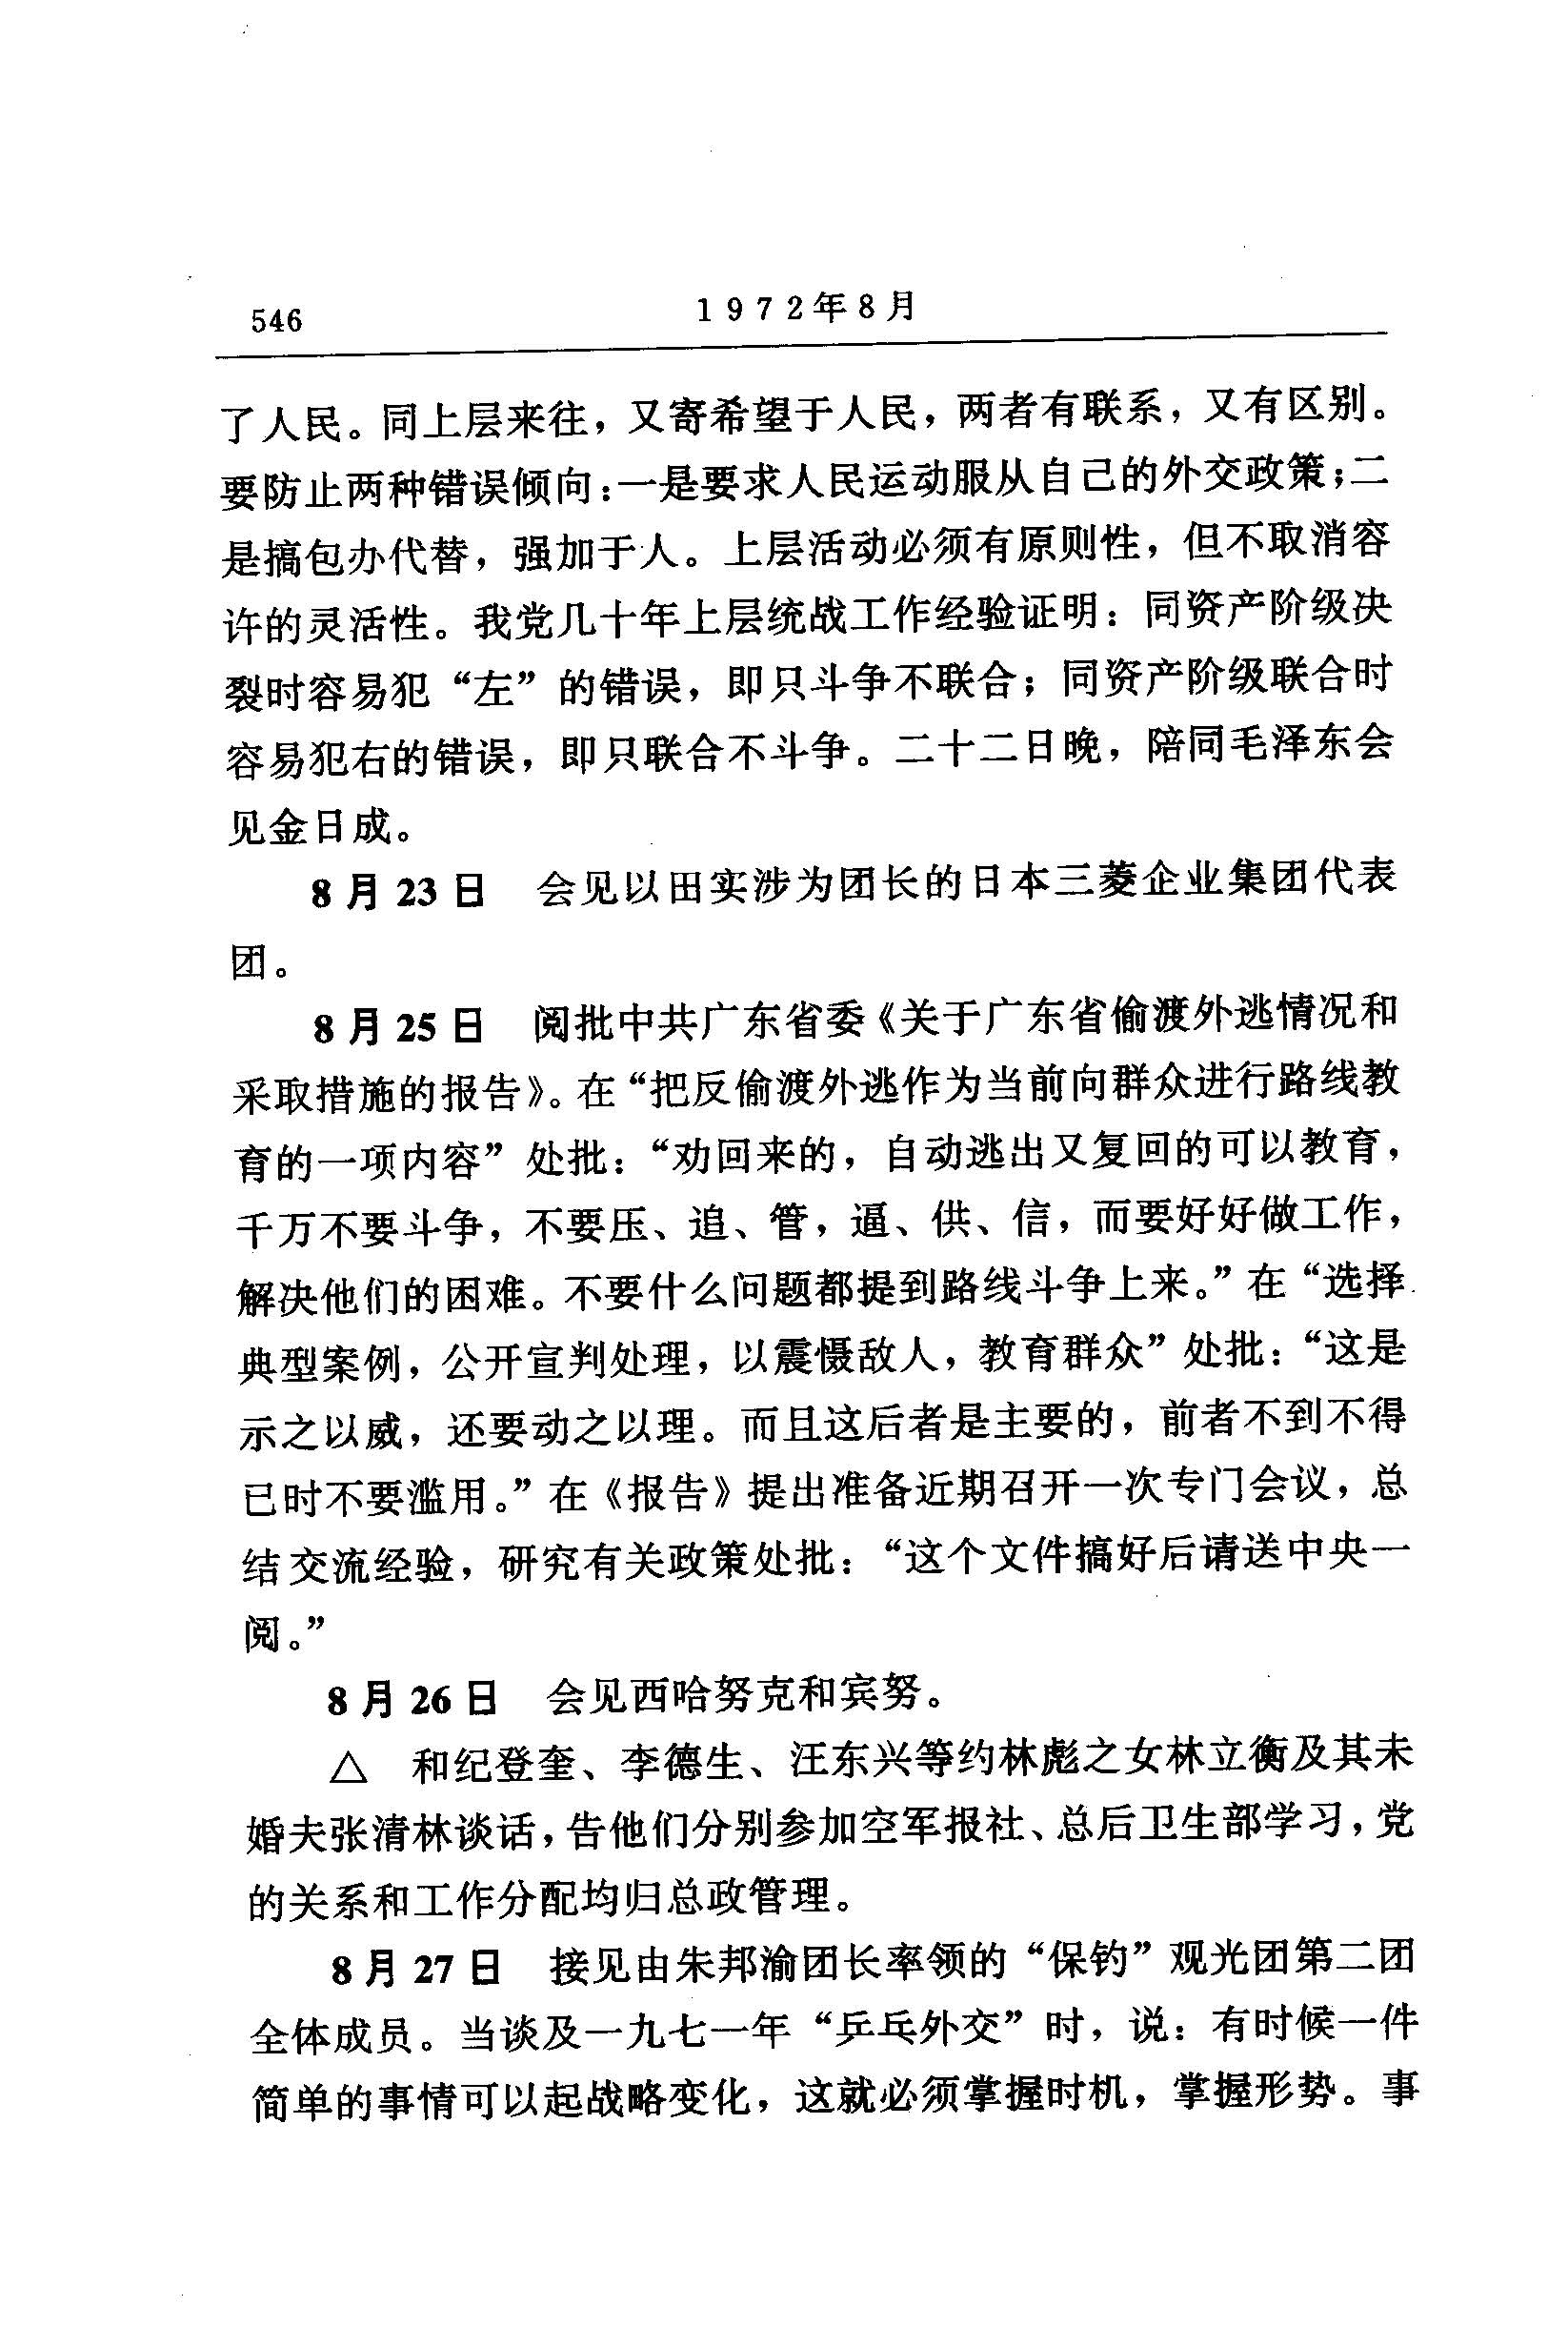 546
1972年8月
了人民。同上层来往，又寄希望于人民，两者有联系，又有区别。
要防止两种错误倾向：一是要求人民运动服从自己的外交政策；二
是搞包办代替，强加于人。上层活动必须有原则性，但不取消容
许的灵活性。我党几十年上层统战工作经验证明：同资产阶级决
裂时容易犯“左”的错误，即只斗争不联合；同资产阶级联合时
容易犯右的错误，即只联合不斗争。二十二日晚，陪同毛泽东会
见金日成。
8月23日　会见以田实涉为团长的日本三菱企业集团代表
团。
8月25日　阅批中共广东省委《关于广东省偷渡外逃情况和
采取措施的报告》。在“把反偷渡外逃作为当前向群众进行路线教
育的一项内容”处批：“劝回来的，自动逃出又复回的可以教育，
千万不要斗争，不要压、追、管，逼、供、信，而要好好做工作，
解决他们的困难。不要什么问题都提到路线斗争上来。”在“选择
典型案例，公开宣判处理，以震慑敌人，教育群众”处批：“这是
示之以威，还要动之以理。而且这后者是主要的，前者不到不得
已时不要滥用。”在《报告》提出准备近期召开一次专门会议，总
结交流经验，研究有关政策处批：“这个文件搞好后请送中央一
阅。”
8月26日　会见西哈努克和宾努。
△　和纪登奎、李德生、汪东兴等约林彪之女林立衡及其未
婚夫张清林谈话，告他们分别参加空军报社、总后卫生部学习，党
的关系和工作分配均归总政管理。
8月27日　接见由朱邦渝团长率领的“保钓”观光团第二团
全体成员。当谈及一九七一年“乒乓外交”时，说：有时候一件
简单的事情可以起战略变化，这就必须掌握时机，掌握形势。事